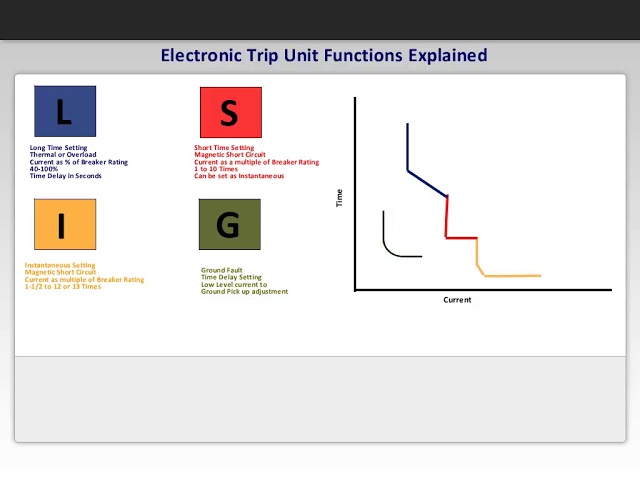 Electronic Trip Unit Functions Explained
L
Long Time Setting
Thermal or Overload
Current as % of Breaker Rating
40-100%
Time Delay in Seconds
S
Short Time Setting
Magnetic Short Circuit
Current as a multiple of Breaker Rating
1 to 10 Times
Can be set as Instantaneous
I
Instantaneous Setting
Magnetic Short Circuit
Current as multiple of Breaker Rating
1-1/2 to 12 or 13 Times
G
Ground Fault
Time Delay Setting
Low Level current to
Ground Pick up adjustment
Time
Current